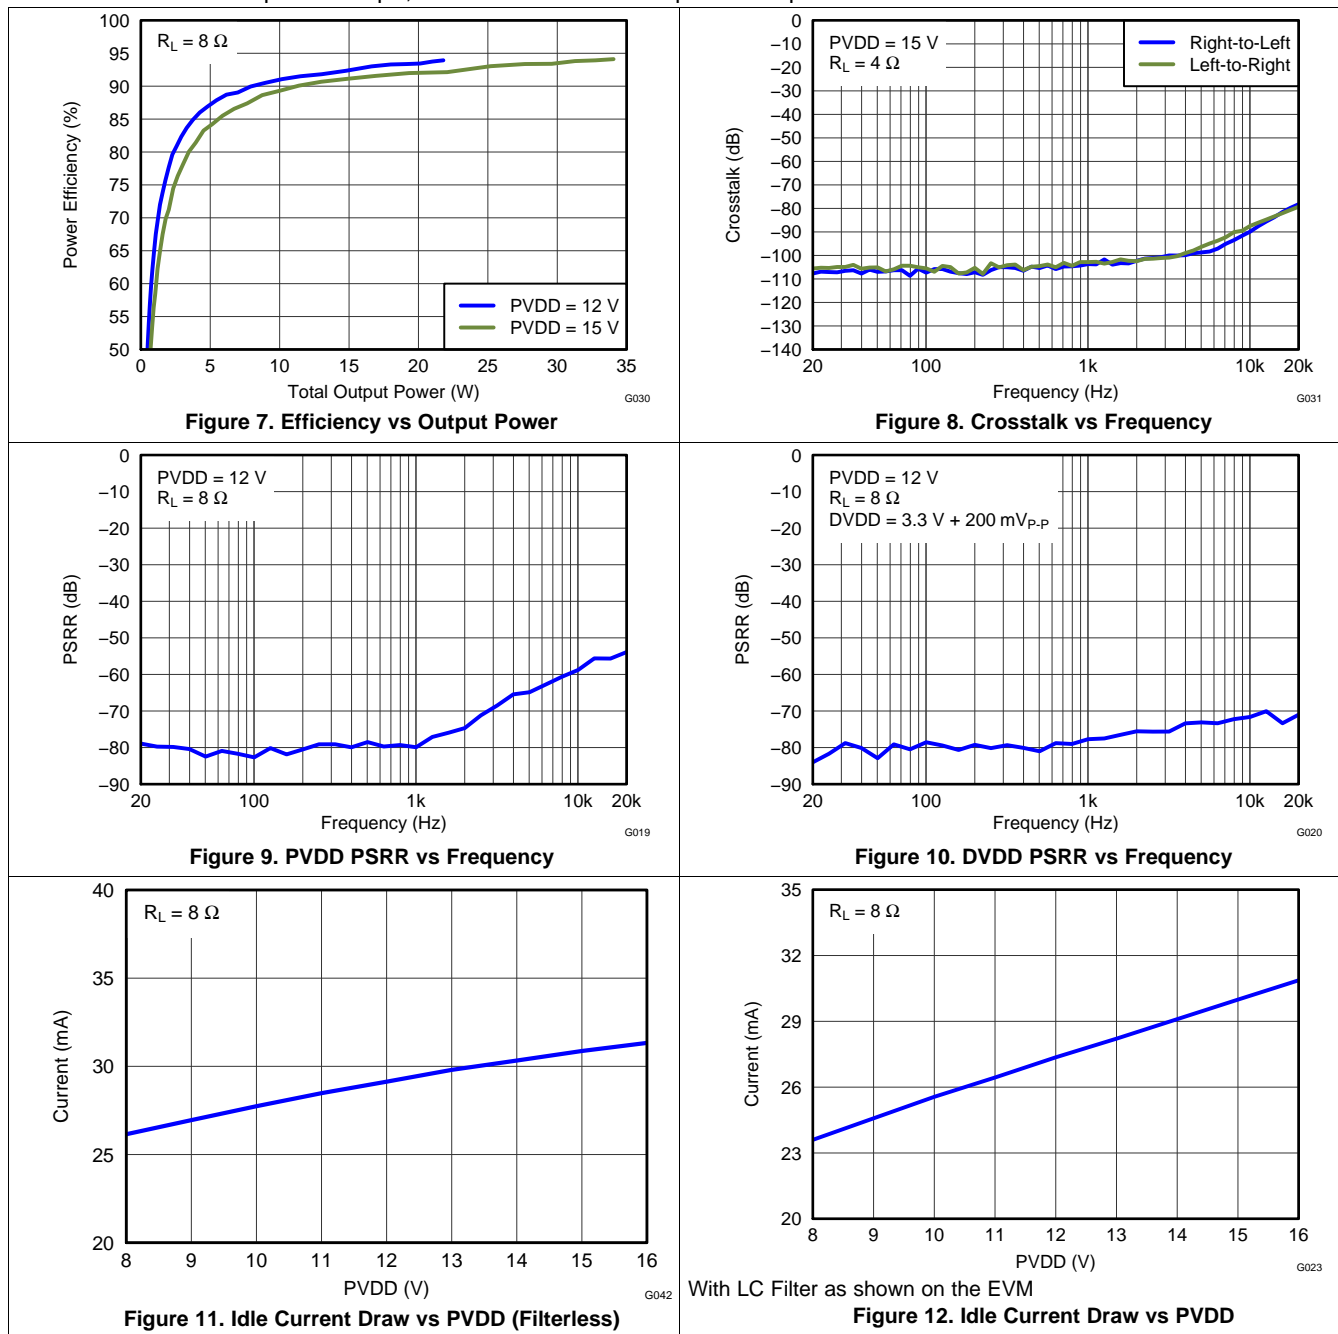 100
95
90
85
80
75
70
65
60
55
50
Power Efficiency (%)
R_L = 8 Ω
PVDD = 12 V
PVDD = 15 V
0 5 10 15 20 25 30 35
Total Output Power (W)
G030
Figure 7. Efficiency vs Output Power
0
−10
−20
−30
−40
−50
−60
−70
−80
−90
−100
−110
−120
−130
−140
Crosstalk (dB)
PVDD = 15 V
R_L = 4 Ω
Right-to-Left
Left-to-Right
20 100 1k 10k 20k
Frequency (Hz)
G031
Figure 8. Crosstalk vs Frequency
0
−10
−20
−30
−40
−50
−60
−70
−80
−90
PSRR (dB)
PVDD = 12 V
R_L = 8 Ω
20 100 1k 10k 20k
Frequency (Hz)
G019
Figure 9. PVDD PSRR vs Frequency
0
−10
−20
−30
−40
−50
−60
−70
−80
−90
PSRR (dB)
PVDD = 12 V
R_L = 8 Ω
DVDD = 3.3 V + 200 mV_P-P
20 100 1k 10k 20k
Frequency (Hz)
G020
Figure 10. DVDD PSRR vs Frequency
40
35
30
25
20
Current (mA)
R_L = 8 Ω
8 9 10 11 12 13 14 15 16
PVDD (V)
G042
Figure 11. Idle Current Draw vs PVDD (Filterless)
35
32
29
26
23
20
Current (mA)
R_L = 8 Ω
8 9 10 11 12 13 14 15 16
PVDD (V)
G023
With LC Filter as shown on the EVM
Figure 12. Idle Current Draw vs PVDD